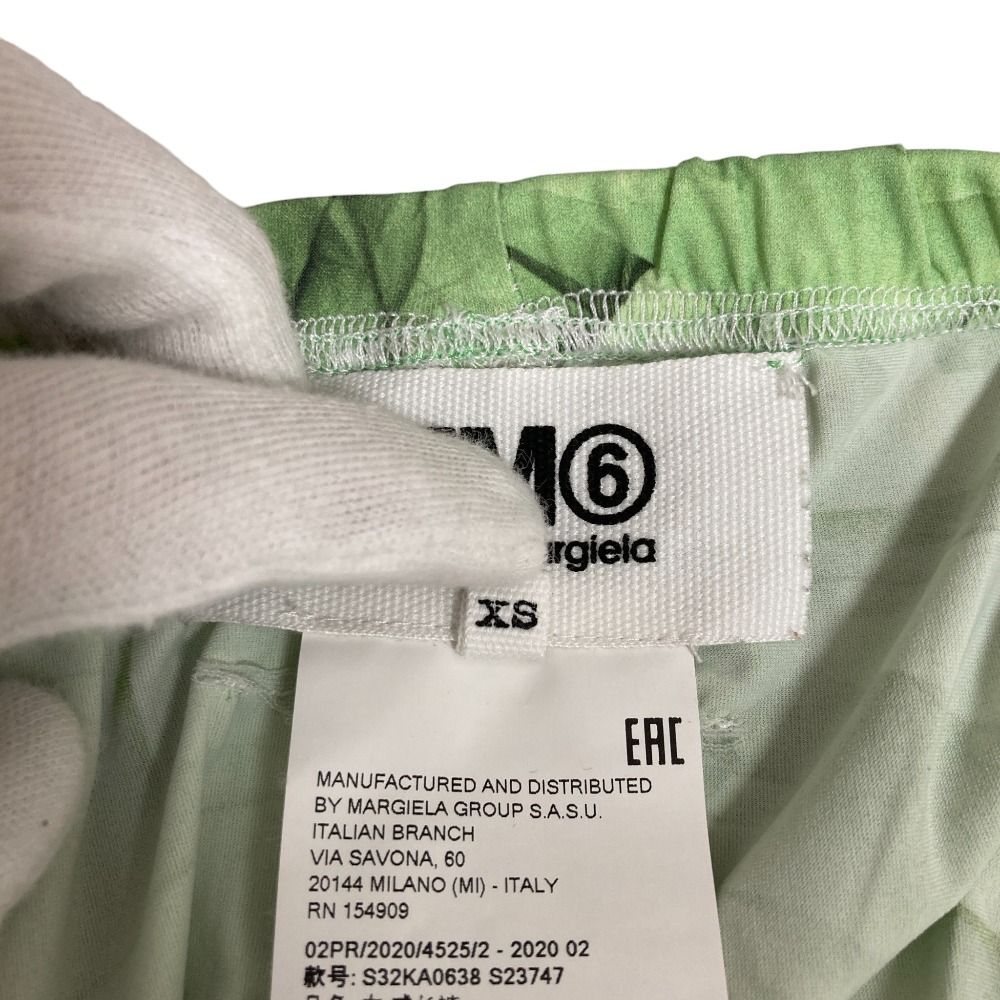 M⑥
rgiela
XS
EAC
MANUFACTURED AND DISTRIBUTED
BY MARGIELA GROUP S.A.S.U.
ITALIAN BRANCH
VIA SAVONA, 60
20144 MILANO (MI) - ITALY
RN 154909
02PR/2020/4525/2 - 2020 02
款号: S32KA0638 S23747